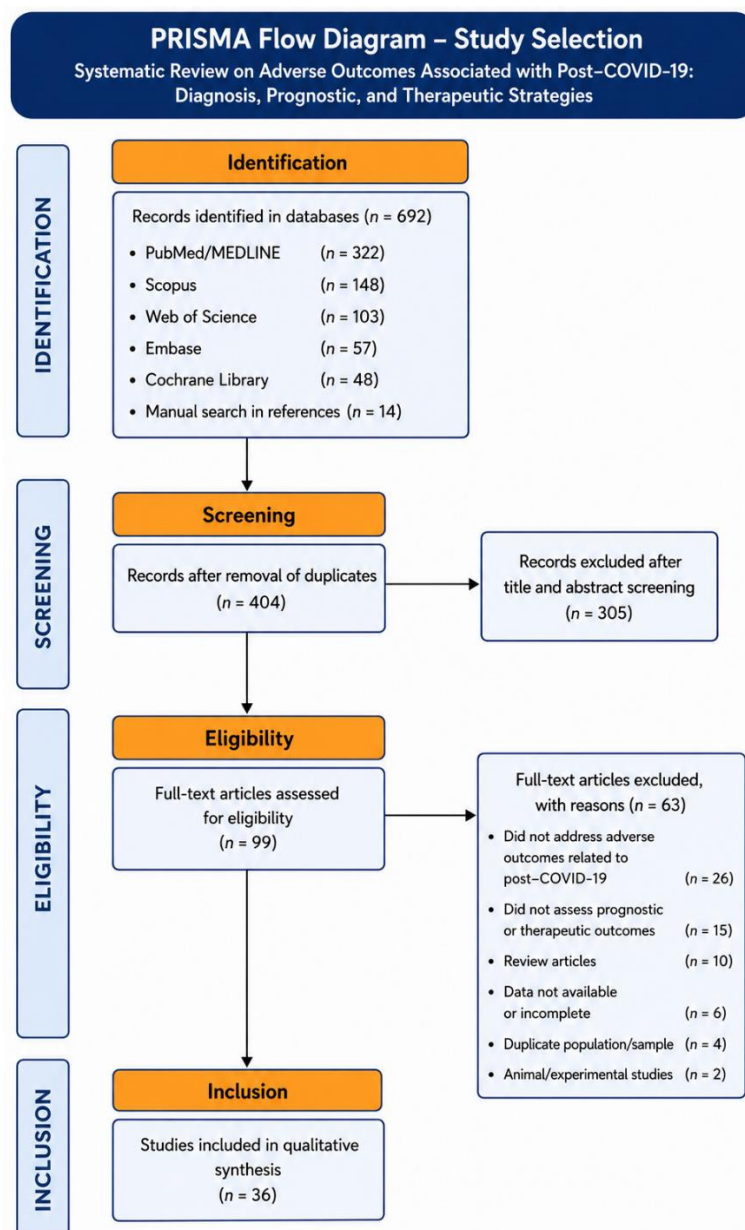 PRISMA Flow Diagram – Study Selection
Systematic Review on Adverse Outcomes Associated with Post–COVID-19:
Diagnosis, Prognostic, and Therapeutic Strategies
IDENTIFICATION
Identification
Records identified in databases (n = 692)
• PubMed/MEDLINE (n = 322)
• Scopus (n = 148)
• Web of Science (n = 103)
• Embase (n = 57)
• Cochrane Library (n = 48)
• Manual search in references (n = 14)
SCREENING
Screening
Records after removal of duplicates
(n = 404)
Records excluded after
title and abstract screening
(n = 305)
ELIGIBILITY
Eligibility
Full-text articles assessed
for eligibility
(n = 99)
Full-text articles excluded,
with reasons (n = 63)
• Did not address adverse
outcomes related to
post–COVID-19 (n = 26)
• Did not assess prognostic
or therapeutic outcomes (n = 15)
• Review articles (n = 10)
• Data not available
or incomplete (n = 6)
• Duplicate population/sample (n = 4)
• Animal/experimental studies (n = 2)
INCLUSION
Inclusion
Studies included in qualitative
synthesis
(n = 36)